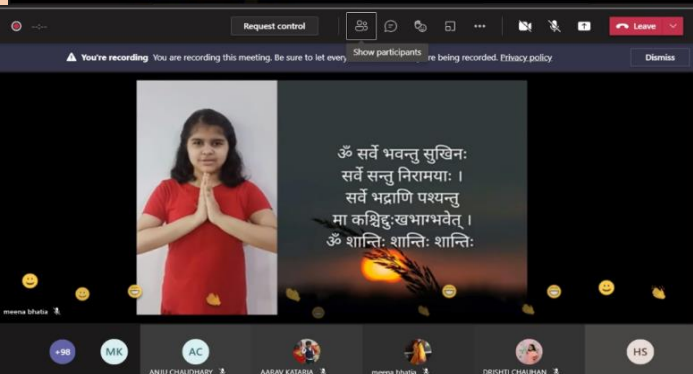 --:--
Request control
Leave
Show participants
You're recording You are recording this meeting. Be sure to let every re being recorded. Privacy policy
Dismiss
ॐ सर्वे भवन्तु सुखिनः
सर्वे सन्तु निरामयाः ।
सर्वे भद्राणि पश्यन्तु
मा कश्चिद्दुःखभाग्भवेत् ।
ॐ शान्तिः शान्तिः शान्तिः
meena bhatia
+98
MK
AC
HS
ANJU CHAUDHARY
AARAV KATARIA
meena bhatia
DRISHTI CHAUHAN